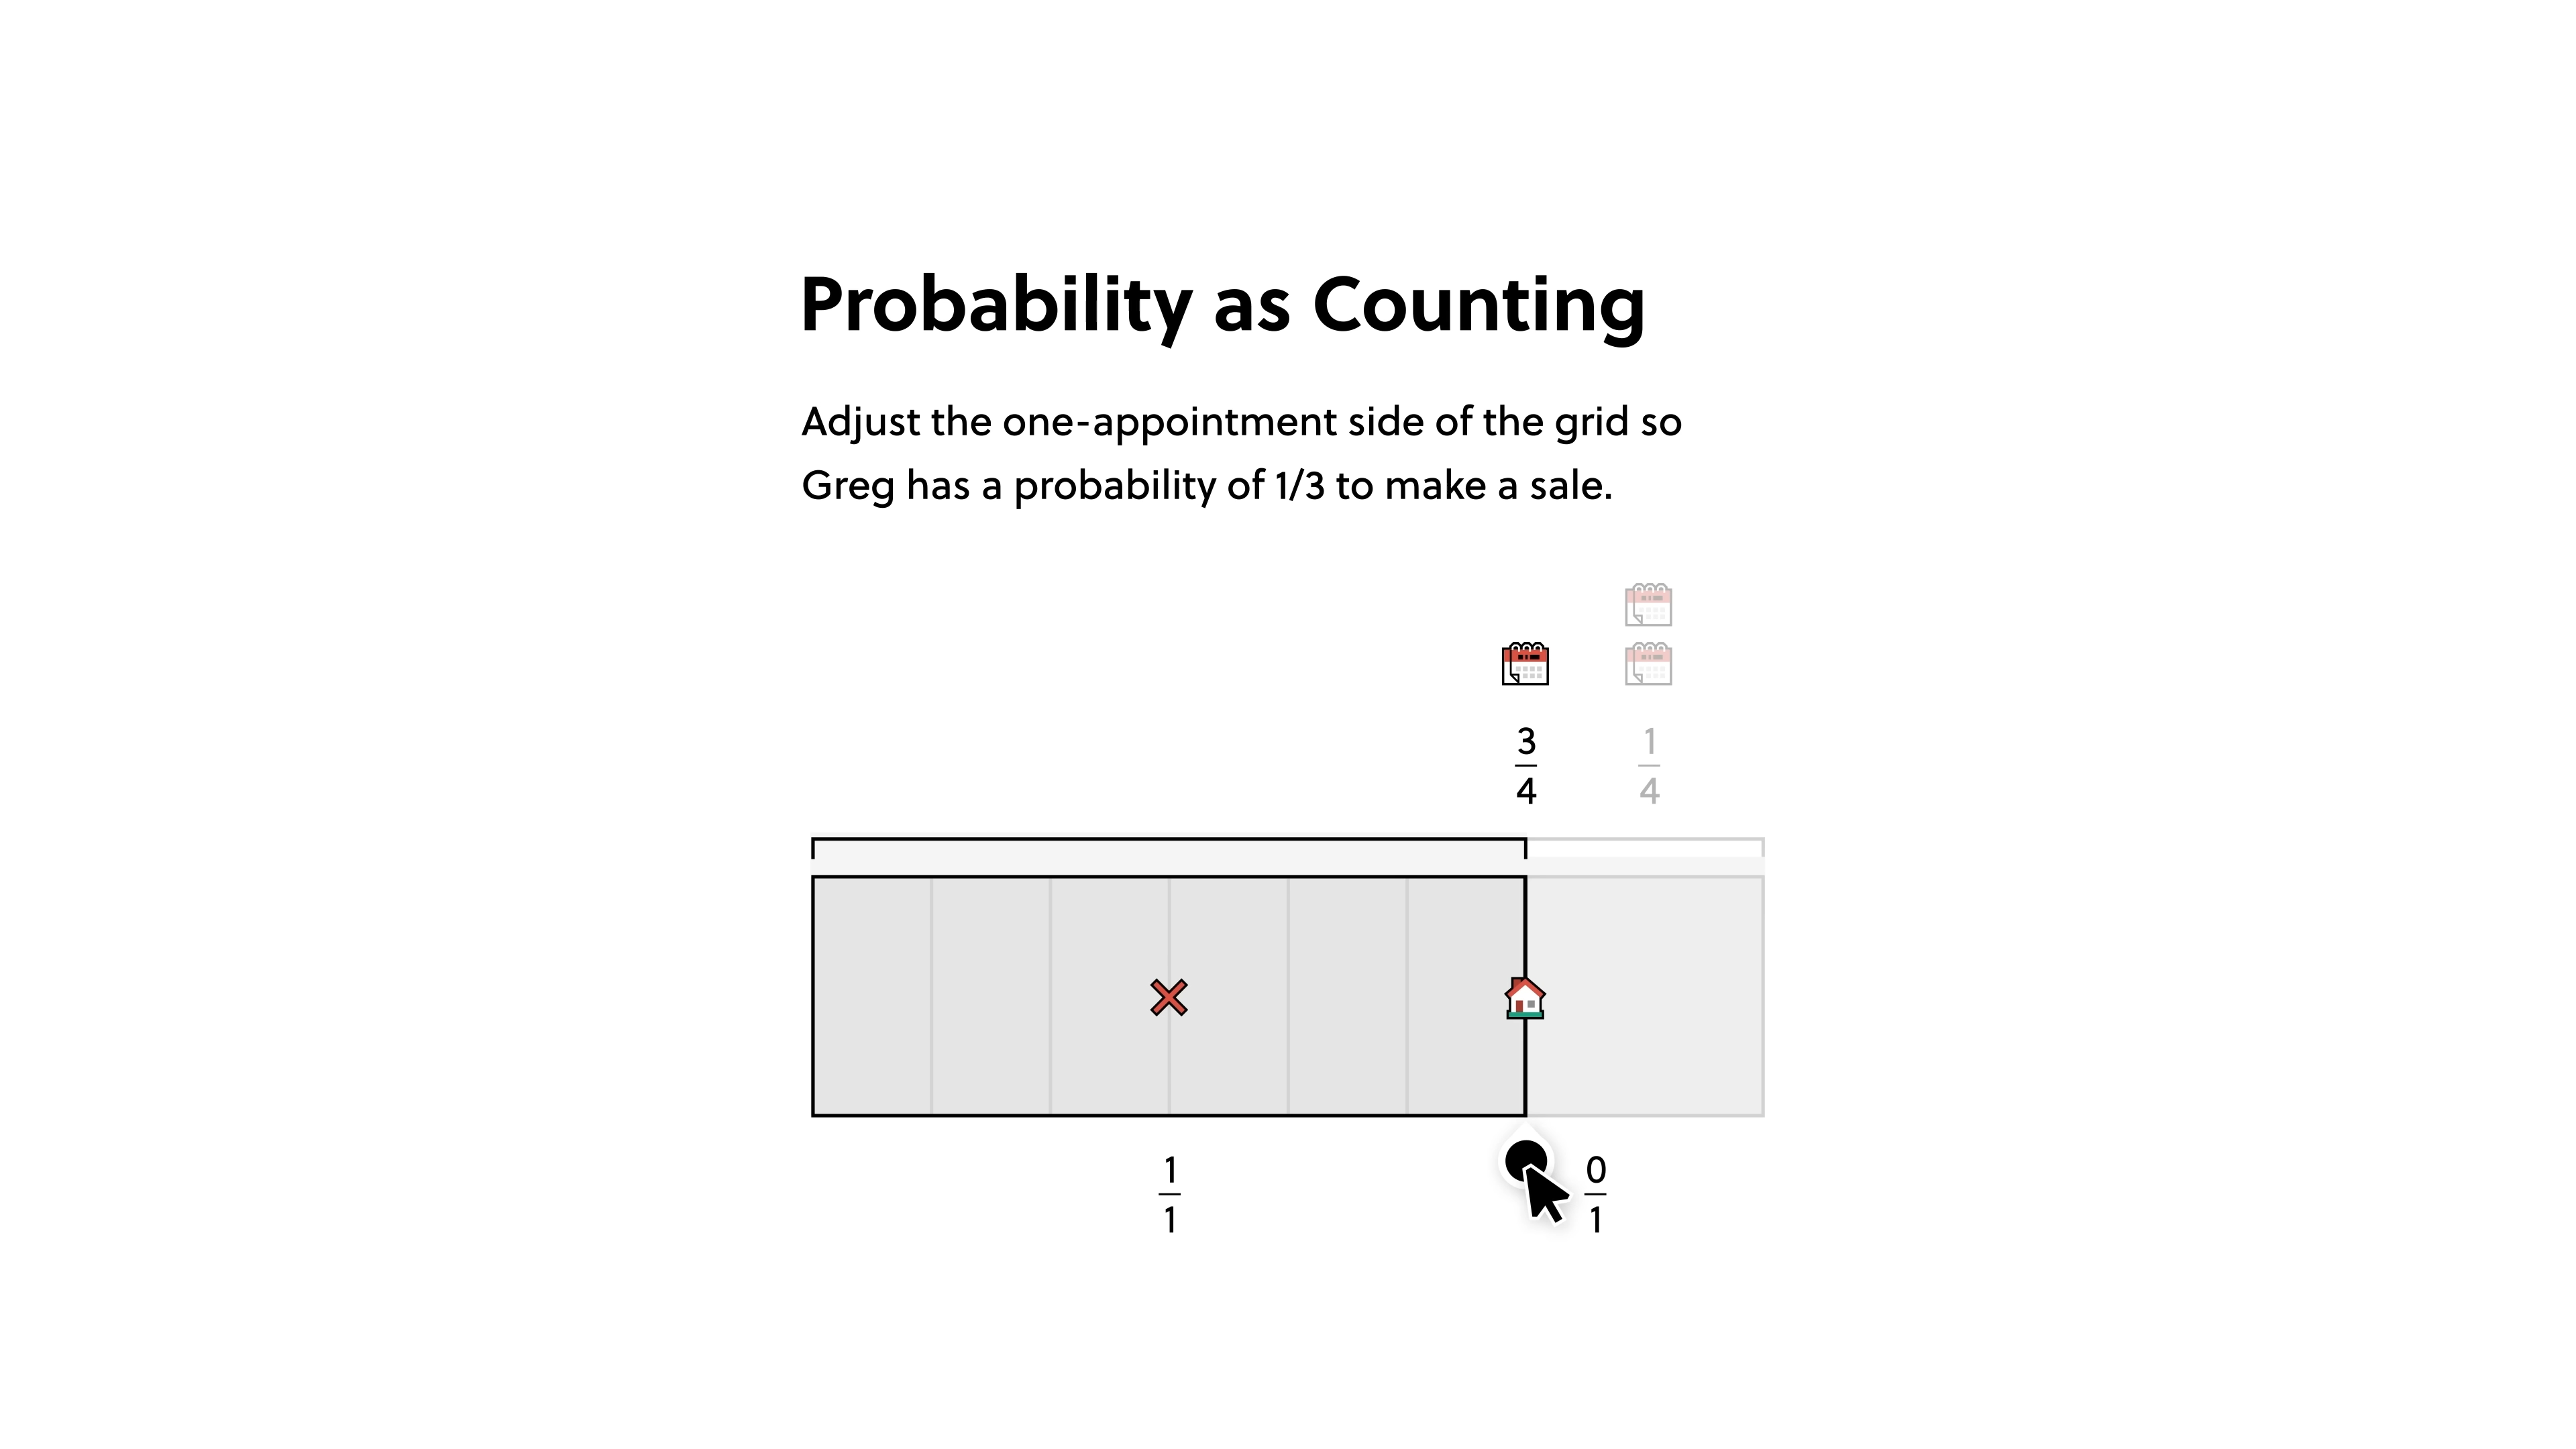 Probability as Counting
Adjust the one-appointment side of the grid so
Greg has a probability of 1/3 to make a sale.
3/4 1/4
1/1 0/1